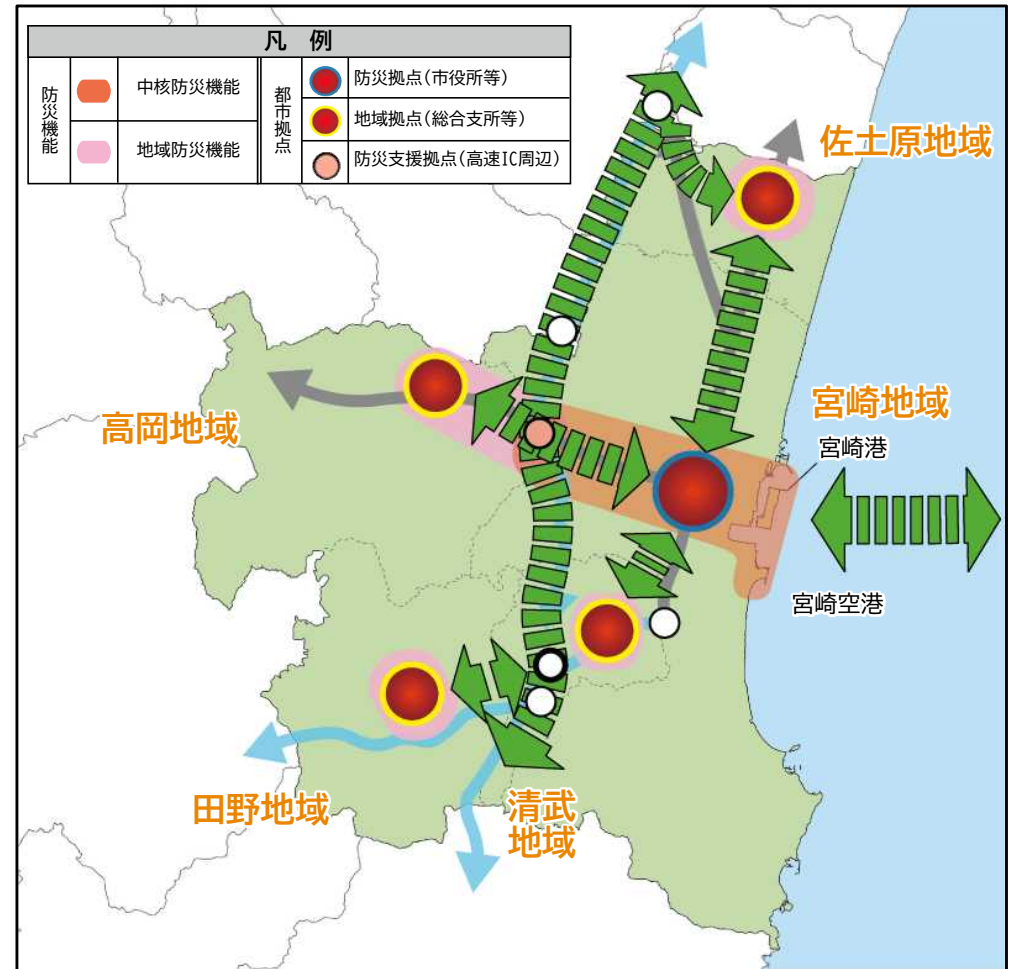 凡 例
防災機能
中核防災機能
地域防災機能
都市拠点
防災拠点(市役所等)
地域拠点(総合支所等)
防災支援拠点(高速IC周辺)
佐土原地域
宮崎地域
宮崎港
高岡地域
宮崎空港
田野地域
清武
地域